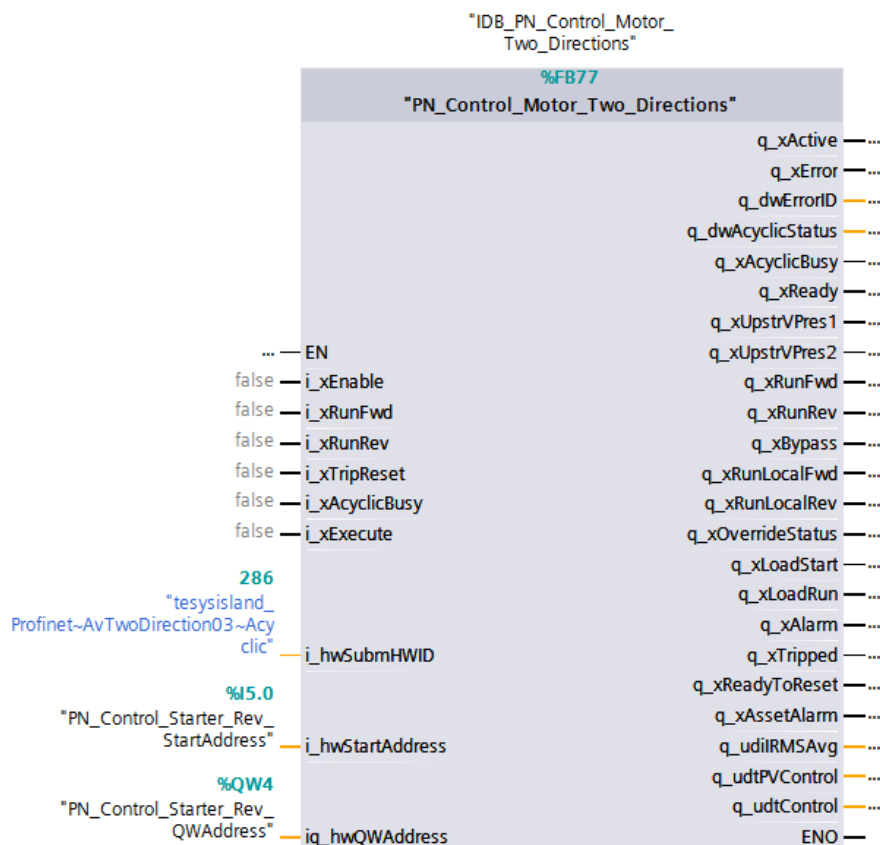 "IDB_PN_Control_Motor_
Two_Directions"
%FB77
"PN_Control_Motor_Two_Directions"
q_xActive ...
q_xError ...
q_dwErrorID ...
q_dwAcyclicStatus ...
q_xAcyclicBusy ...
q_xReady ...
q_xUpstrVPres1 ...
... EN q_xUpstrVPres2 ...
false i_xEnable q_xRunFwd ...
false i_xRunFwd q_xRunRev ...
false i_xRunRev q_xBypass ...
false i_xTripReset q_xRunLocalFwd ...
false i_xAcyclicBusy q_xRunLocalRev ...
false i_xExecute q_xOverrideStatus ...
q_xLoadStart ...
286
"tesysisland_ q_xLoadRun ...
Profinet~AvTwoDirection03~Acy q_xAlarm ...
clic"
i_hwSubmHWID q_xTripped ...
q_xReadyToReset ...
%I5.0
"PN_Control_Starter_Rev_ q_xAssetAlarm ...
StartAddress" i_hwStartAddress q_udiIRMSAvg ...
q_udtPVControl ...
%QW4
"PN_Control_Starter_Rev_ q_udtControl ...
QWAddress" iq_hwQWAddress ENO